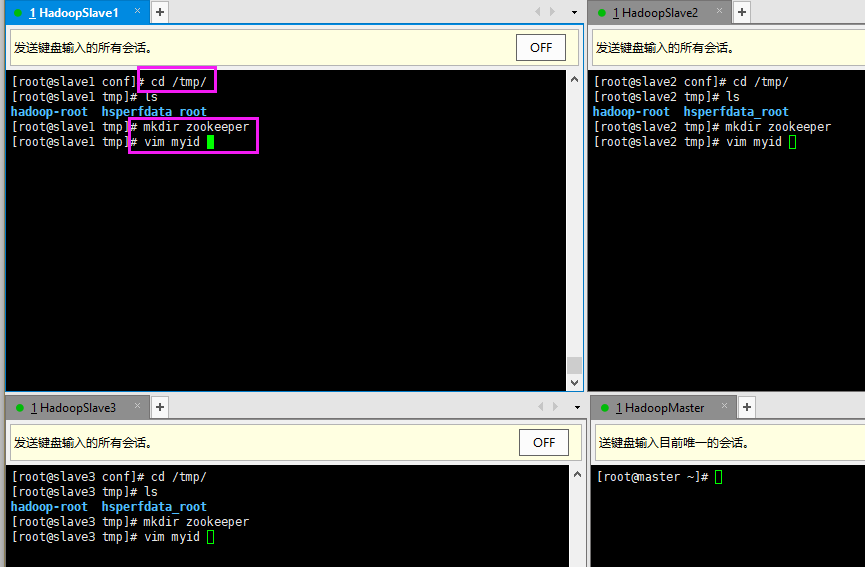 1 HadoopSlave1
发送键盘输入的所有会话。
OFF
[root@slave1 conf]# cd /tmp/
[root@slave1 tmp]# ls
hadoop-root hsperfdata_root
[root@slave1 tmp]# mkdir zookeeper
[root@slave1 tmp]# vim myid
1 HadoopSlave2
发送键盘输入的所有会话。
[root@slave2 conf]# cd /tmp/
[root@slave2 tmp]# ls
hadoop-root hsperfdata_root
[root@slave2 tmp]# mkdir zookeeper
[root@slave2 tmp]# vim myid
1 HadoopSlave3
发送键盘输入的所有会话。
OFF
[root@slave3 conf]# cd /tmp/
[root@slave3 tmp]# ls
hadoop-root hsperfdata_root
[root@slave3 tmp]# mkdir zookeeper
[root@slave3 tmp]# vim myid
1 HadoopMaster
送键盘输入目前唯一的会话。
[root@master ~]#